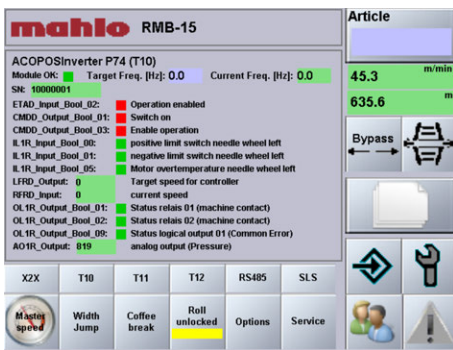 mahlo RMB-15
ACOPOSInverter P74 (T10)
Module OK: Target Freq. [Hz]: 0.0 Current Freq. [Hz]: 0.0
SN: 10000001
ETAD_Input_Bool_02: Operation enabled
CMDD_Output_Bool_01: Switch on
CMDD_Output_Bool_03: Enable operation
IL1R_Input_Bool_00: positive limit switch needle wheel left
IL1R_Input_Bool_01: negative limit switch needle wheel left
IL1R_Input_Bool_05: Motor overtemperature needle wheel left
LFRD_Output: 0 Target speed for controller
RFRD_Input: 0 current speed
OL1R_Output_Bool_01: Status relais 01 (machine contact)
OL1R_Output_Bool_02: Status relais 02 (machine contact)
OL1R_Output_Bool_09: Status logical output 01 (Common Error)
AO1R_Output: 819 analog output (Pressure)
X2X T10 T11 T12 RS485 SLS
Master speed
Width Jump
Coffee break
Roll unlocked
Options
Service
Article
45.3 m/min
635.6 m
Bypass